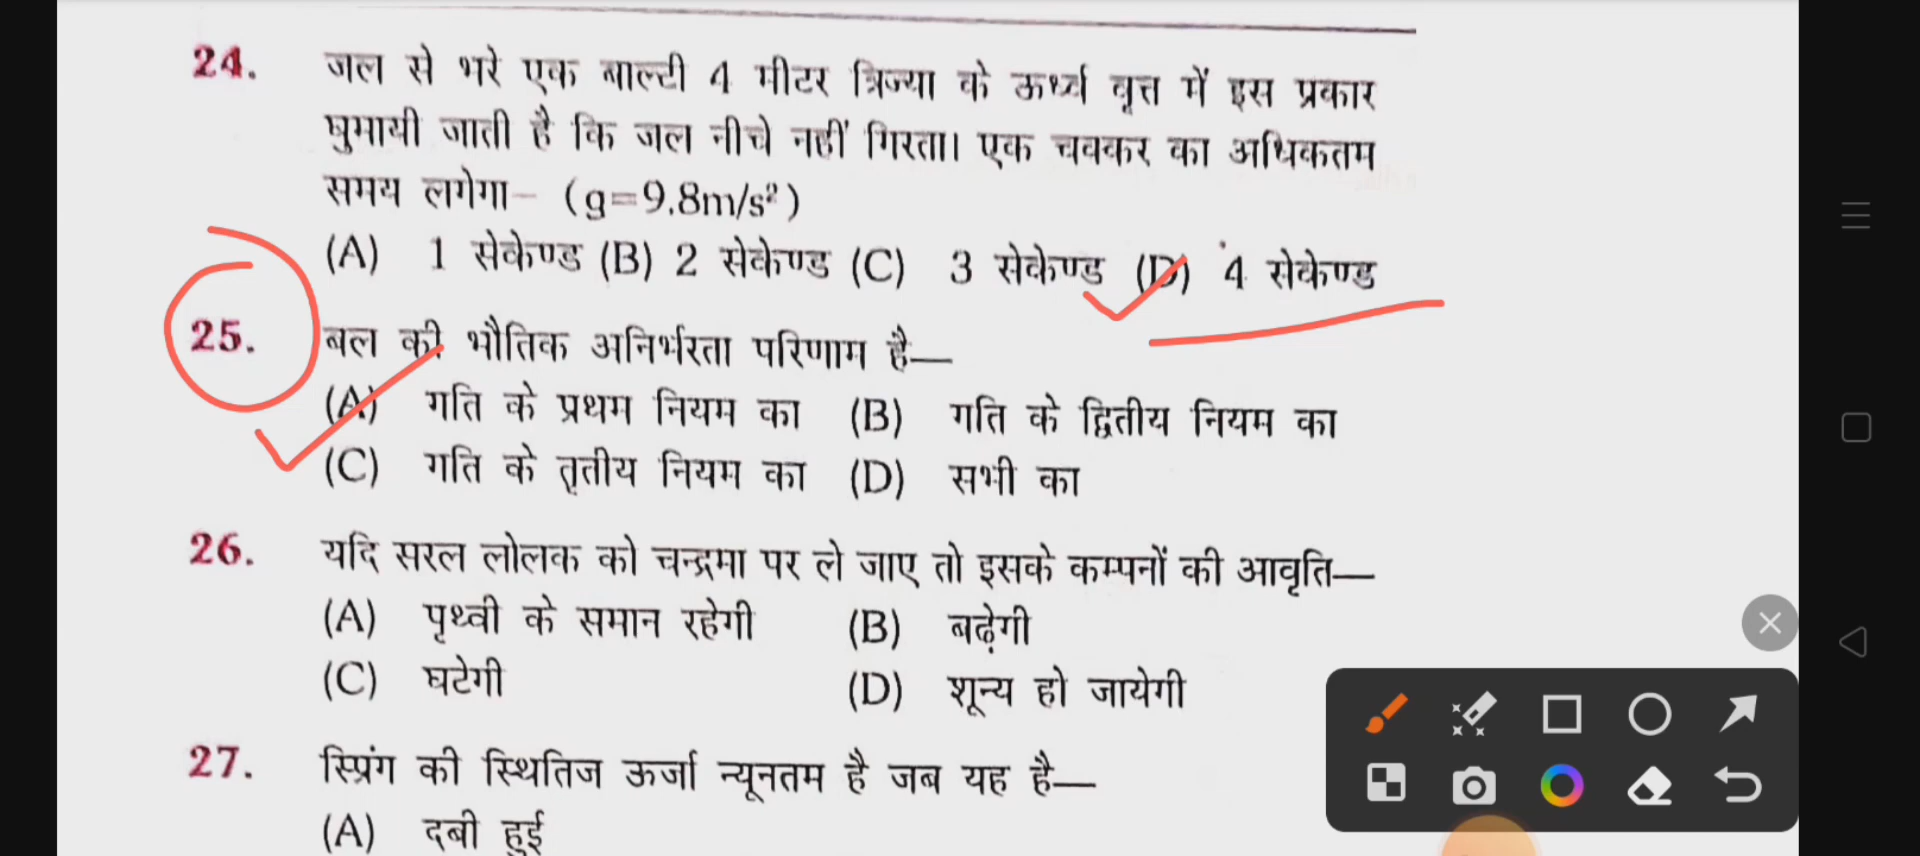 24. जल से भरे एक बाल्टी 4 मीटर त्रिज्या के ऊर्ध्व वृत्त में इस प्रकार
घुमायी जाती है कि जल नीचे नहीं गिरता। एक चक्कर का अधिकतम
समय लगेगा– (g=9.8m/s²)
(A) 1 सेकेण्ड (B) 2 सेकेण्ड (C) 3 सेकेण्ड (D) 4 सेकेण्ड
25. बल की भौतिक अनिर्भरता परिणाम है—
(A) गति के प्रथम नियम का (B) गति के द्वितीय नियम का
(C) गति के तृतीय नियम का (D) सभी का
26. यदि सरल लोलक को चन्द्रमा पर ले जाए तो इसके कम्पनों की आवृति—
(A) पृथ्वी के समान रहेगी (B) बढ़ेगी
(C) घटेगी (D) शून्य हो जायेगी
27. स्प्रिंग की स्थितिज ऊर्जा न्यूनतम है जब यह है—
(A) दबी हुई